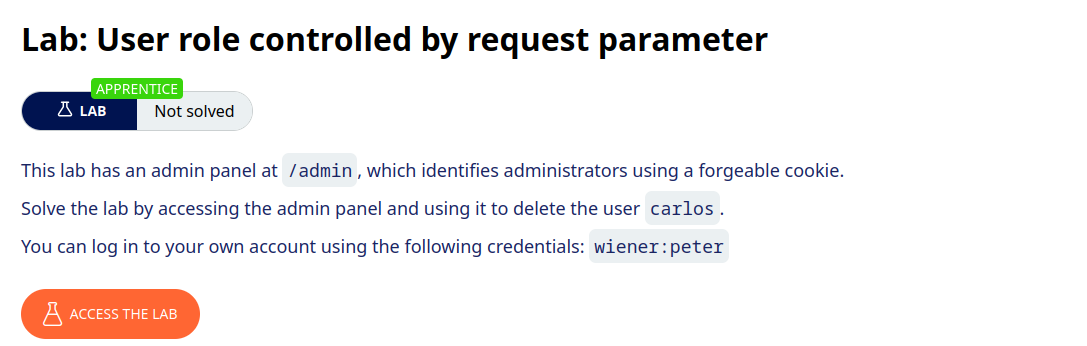 Lab: User role controlled by request parameter
APPRENTICE
LAB
Not solved
This lab has an admin panel at /admin, which identifies administrators using a forgeable cookie.
Solve the lab by accessing the admin panel and using it to delete the user carlos.
You can log in to your own account using the following credentials: wiener:peter
ACCESS THE LAB